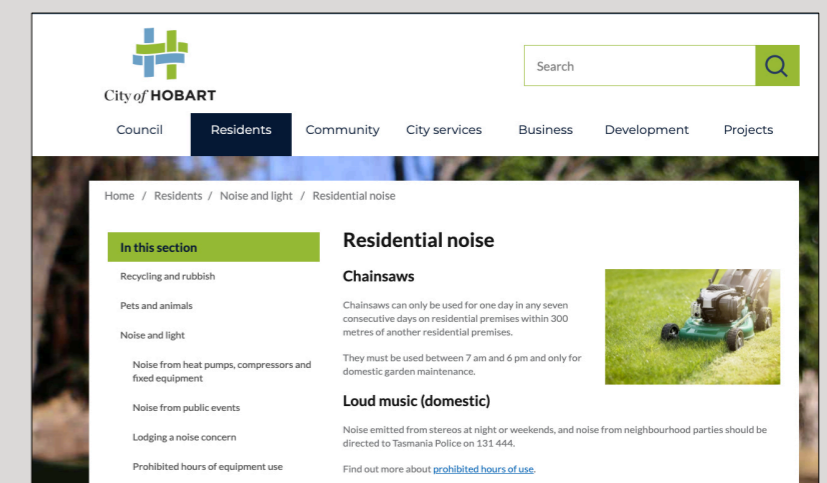 City of HOBART
Search
Council Residents Community City services Business Development Projects
Home / Residents / Noise and light / Residential noise
In this section
Recycling and rubbish
Pets and animals
Noise and light
Noise from heat pumps, compressors and
fixed equipment
Noise from public events
Lodging a noise concern
Prohibited hours of equipment use
Residential noise
Chainsaws
Chainsaws can only be used for one day in any seven
consecutive days on residential premises within 300
metres of another residential premises.
They must be used between 7 am and 6 pm and only for
domestic garden maintenance.
Loud music (domestic)
Noise emitted from stereos at night or weekends, and noise from neighbourhood parties should be
directed to Tasmania Police on 131 444.
Find out more about prohibited hours of use.